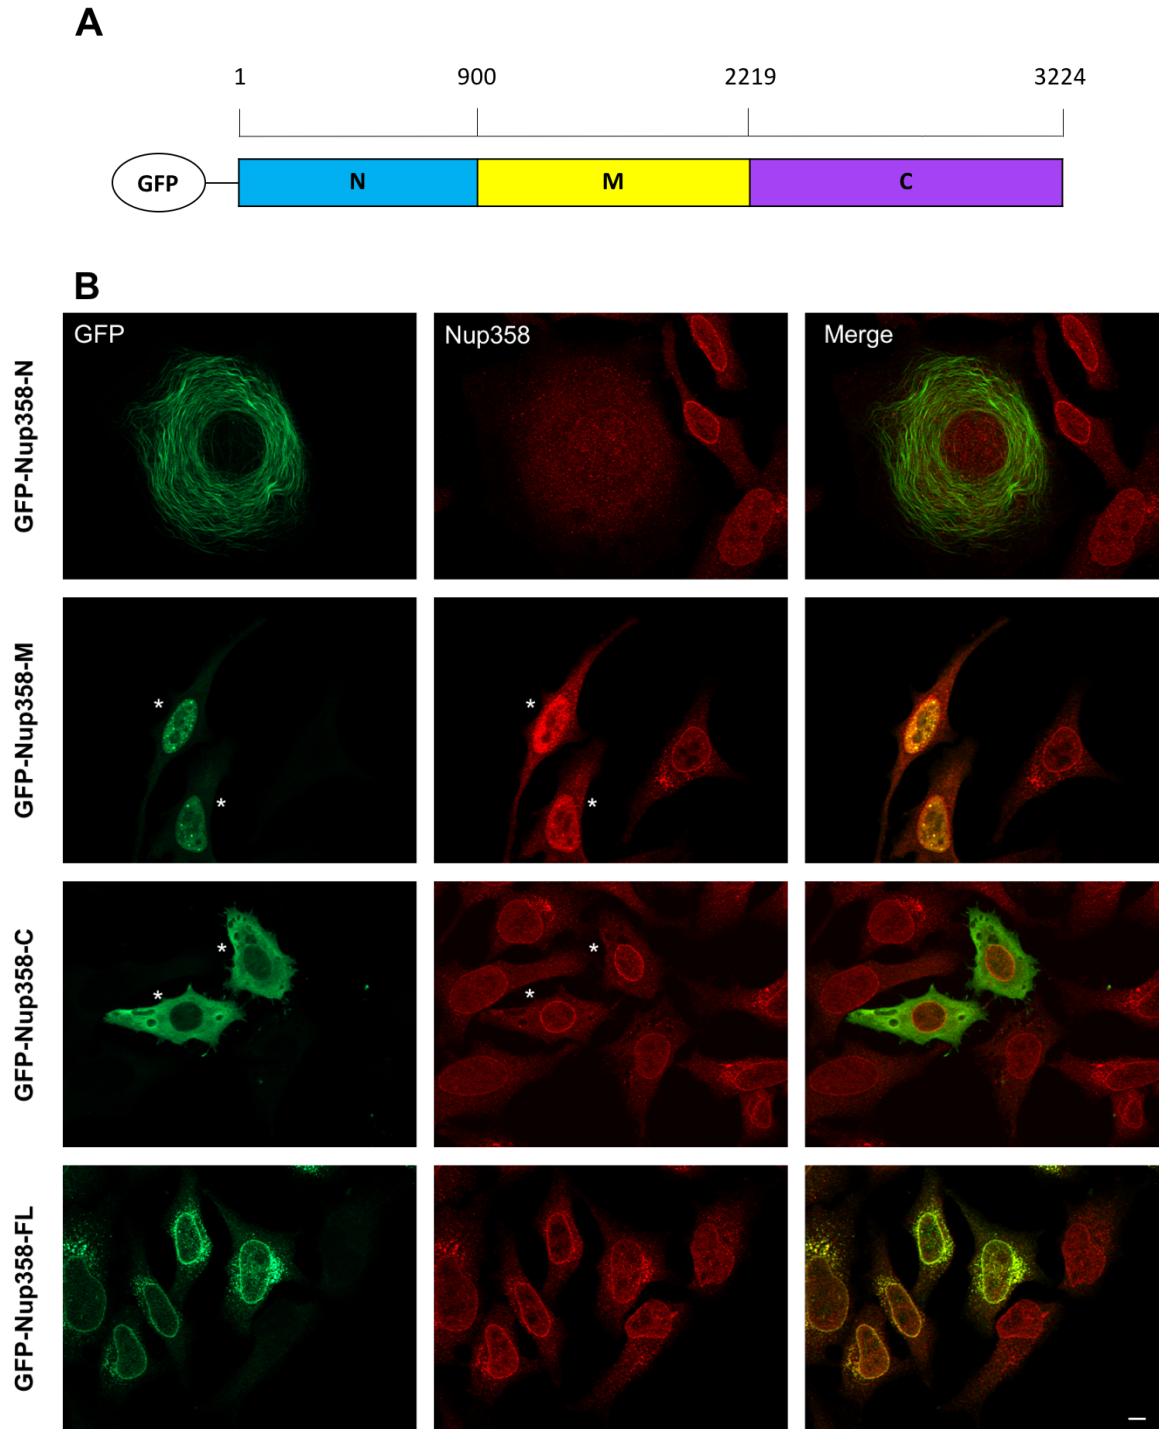 A
1 900 2219 3224
GFP N M C
B
GFP Nup358 Merge
GFP-Nup358-N
* *
* *
GFP-Nup358-M
* *
* *
GFP-Nup358-C
GFP-Nup358-FL